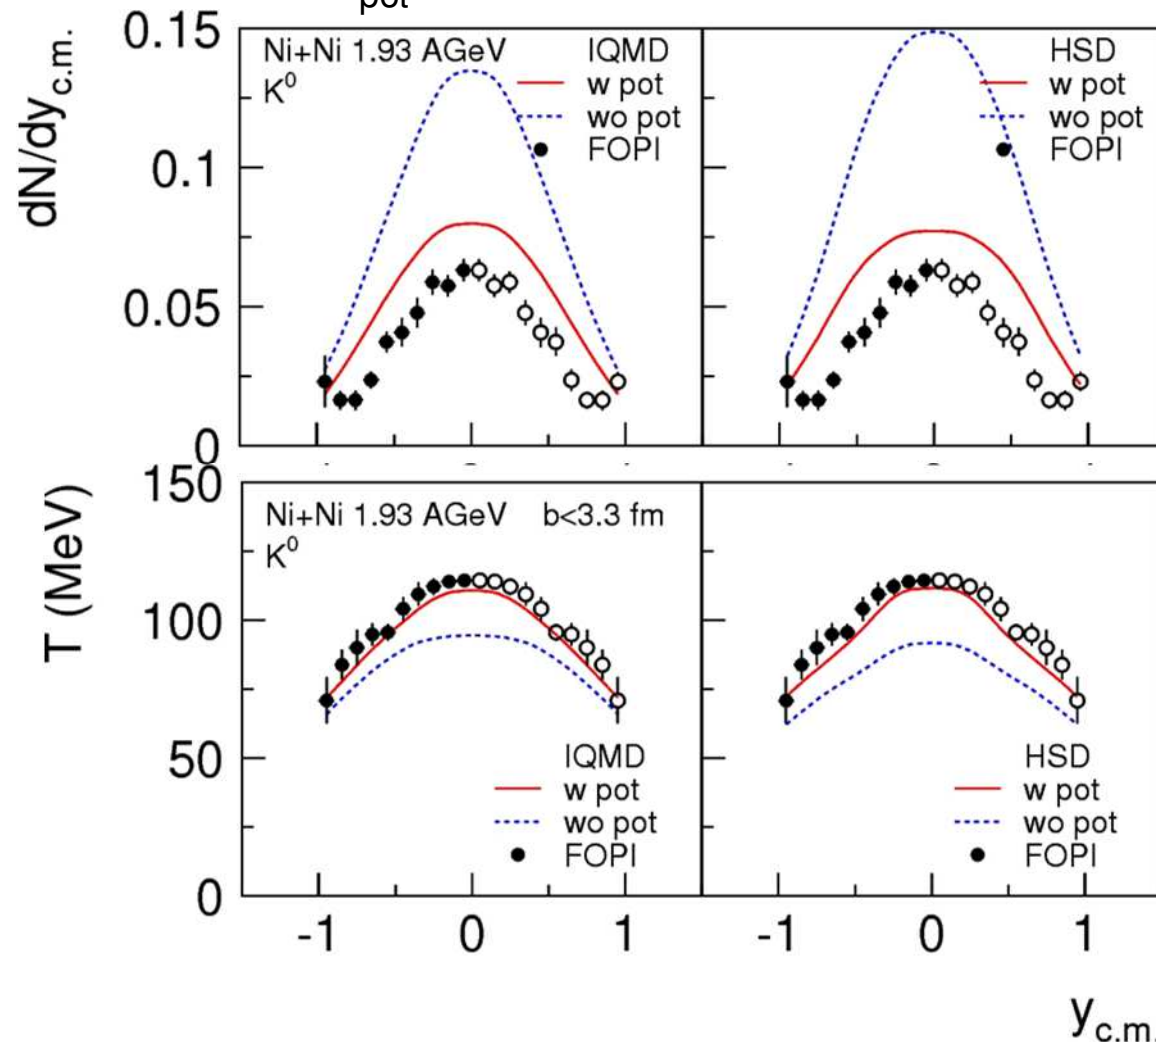 pot
0.15
0.1
0.05
0
dN/dy c.m.
Ni+Ni 1.93 AGeV
K0
IQMD
w pot
wo pot
FOPI
HSD
w pot
wo pot
FOPI
150
100
50
0
T (MeV)
Ni+Ni 1.93 AGeV b<3.3 fm
K0
IQMD
w pot
wo pot
FOPI
HSD
w pot
wo pot
FOPI
-1 0 1
-1 0 1
y c.m.